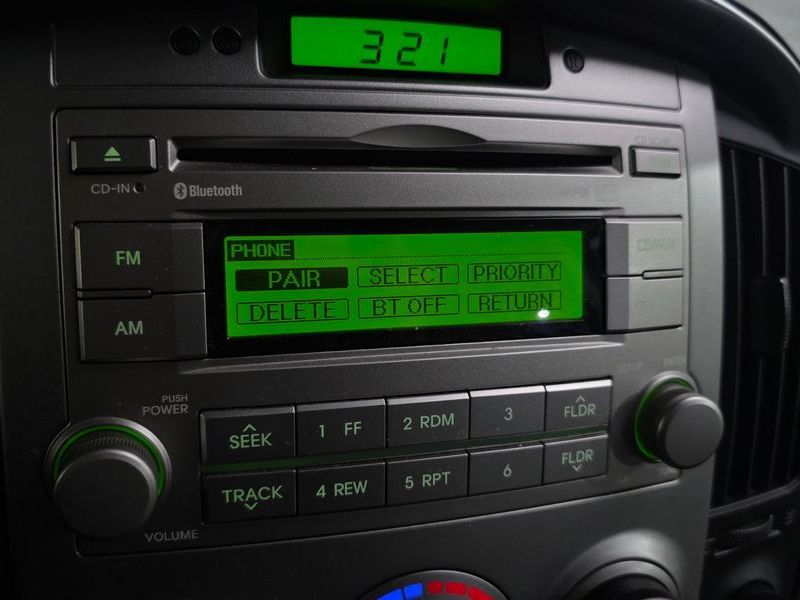 321
CD-IN
Bluetooth
FM
AM
PHONE
PAIR SELECT PRIORITY
DELETE BT OFF RETURN
PUSH
POWER
VOLUME
SEEK 1 FF 2 RDM 3 FLDR
TRACK 4 REW 5 RPT 6 FLDR